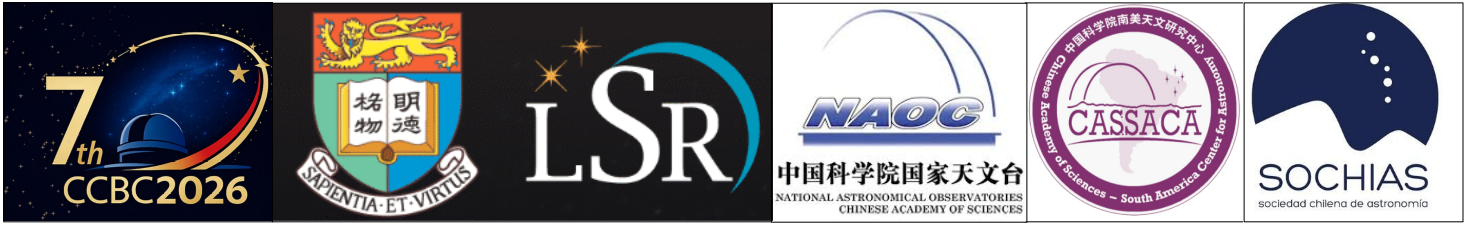 7th
CCBC2026
明德
格物
SAPIENTIA·ET·VIRTUS
LSR
NAOC
中国科学院国家天文台
NATIONAL ASTRONOMICAL OBSERVATORIES
CHINESE ACADEMY OF SCIENCES
中国科学院南美天文研究中心
CASSACA
Chinese Academy of Sciences – South America Center for Astronomy
SOCHIAS
sociedad chilena de astronomía